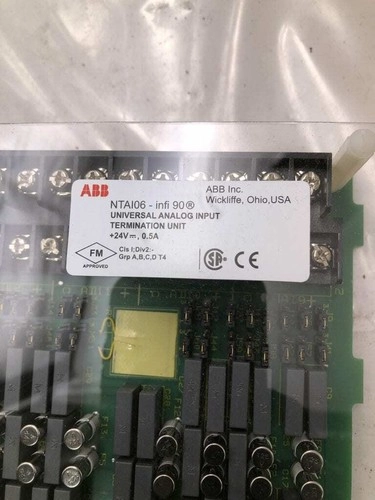 ABB
NTAI06 - infi 90®
UNIVERSAL ANALOG INPUT
TERMINATION UNIT
+24V⎓, 0.5A
ABB Inc.
Wickliffe, Ohio,USA
FM
APPROVED
Cls I;Div2:-
Grp A,B,C,D T4
SA
CE